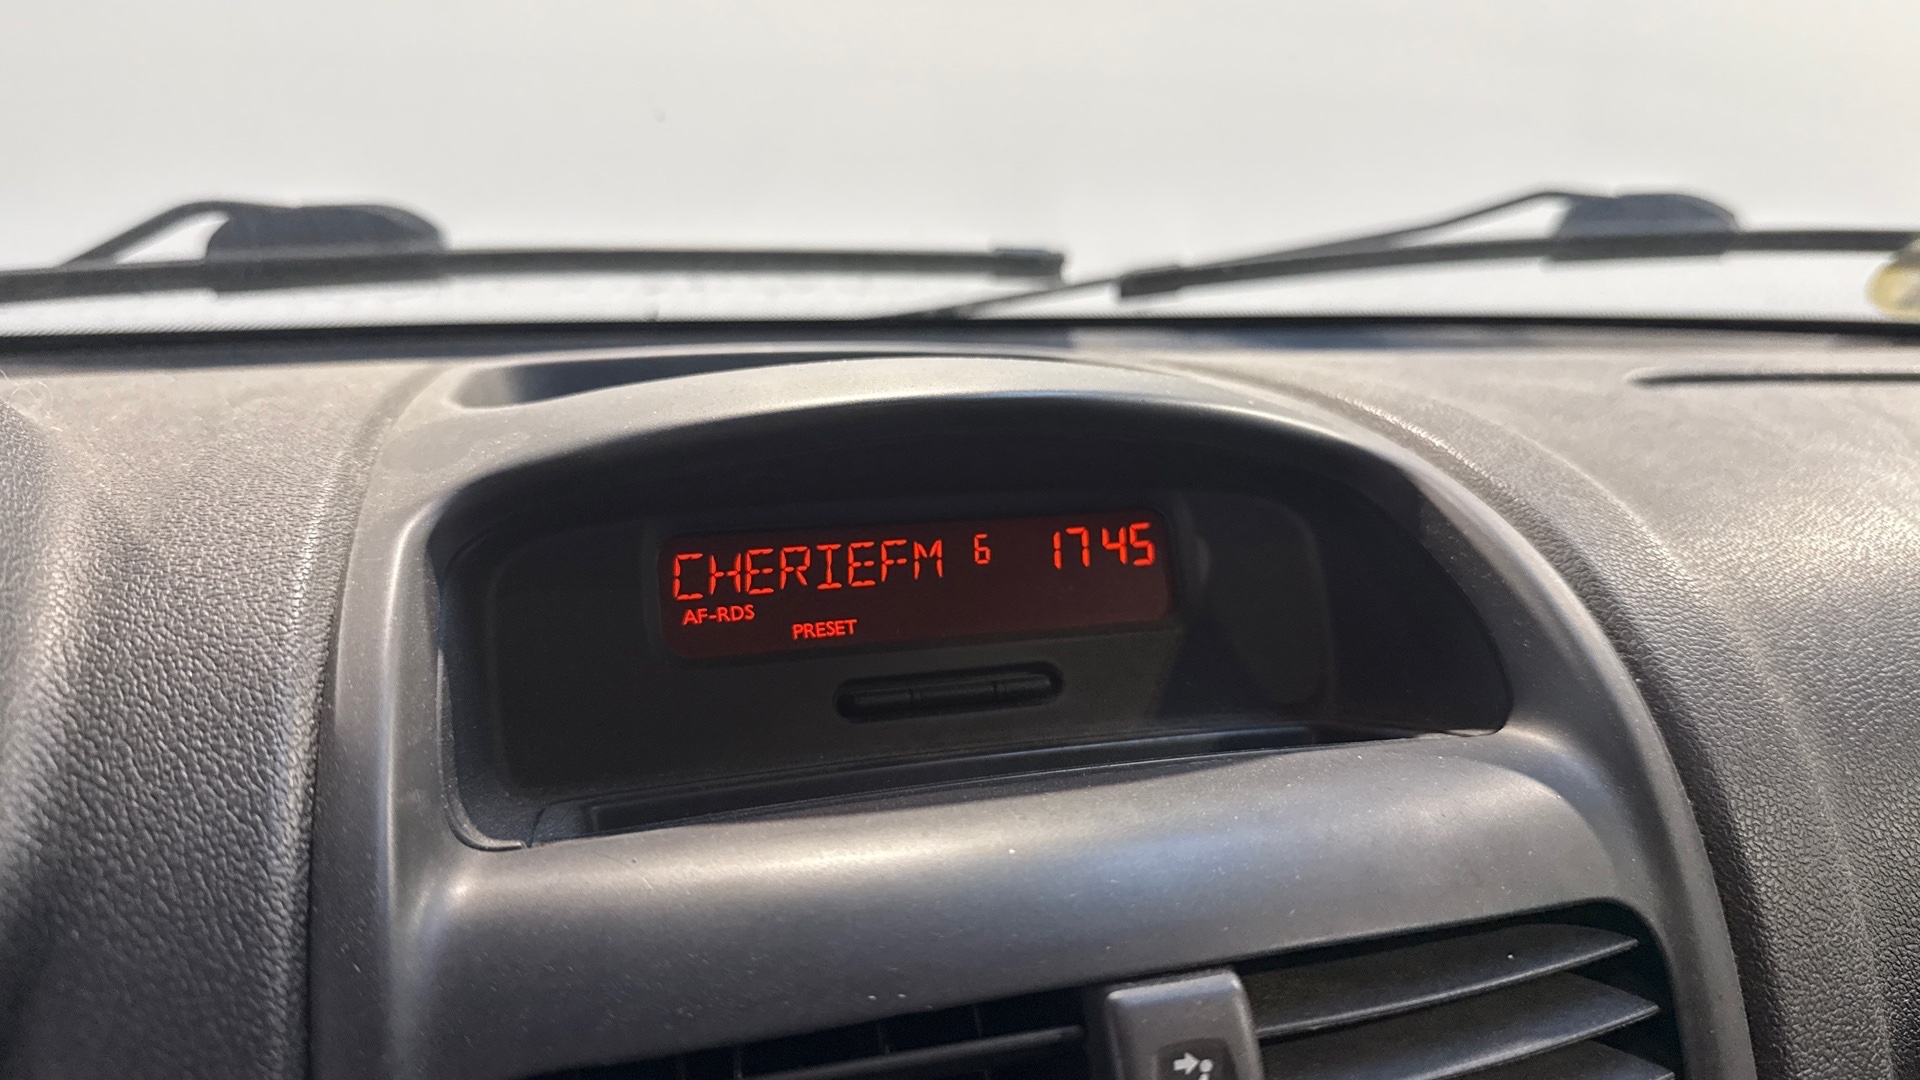 CHERIEFM 6 17 45
AF-RDS
PRESET